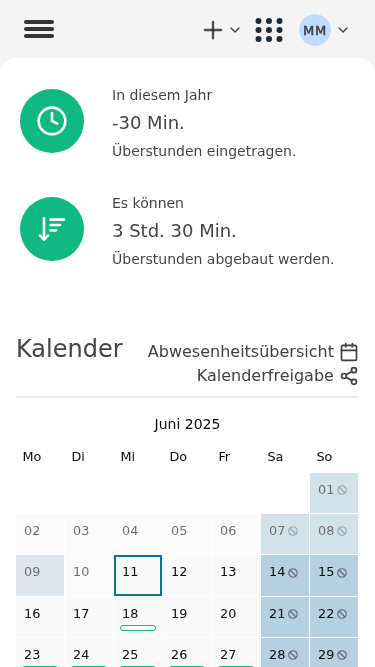 MM
In diesem Jahr
-30 Min.
Überstunden eingetragen.
Es können
3 Std. 30 Min.
Überstunden abgebaut werden.
Kalender
Abwesenheitsübersicht
Kalenderfreigabe
Juni 2025
Mo Di Mi Do Fr Sa So
01
02 03 04 05 06 07 08
09 10 11 12 13 14 15
16 17 18 19 20 21 22
23 24 25 26 27 28 29